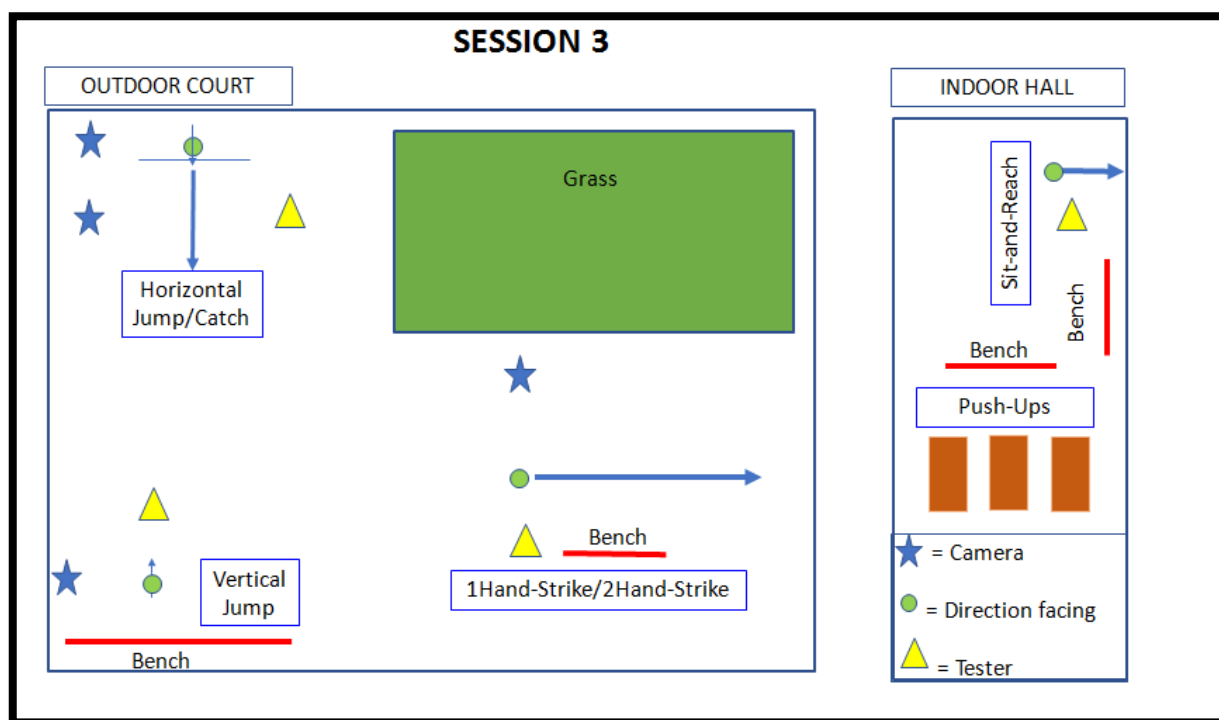 SESSION 3
OUTDOOR COURT
INDOOR HALL
Grass
Horizontal
Jump/Catch
Sit-and-Reach
Bench
Bench
Push-Ups
Bench
1Hand-Strike/2Hand-Strike
Vertical
Jump
Bench
= Camera
= Direction facing
= Tester